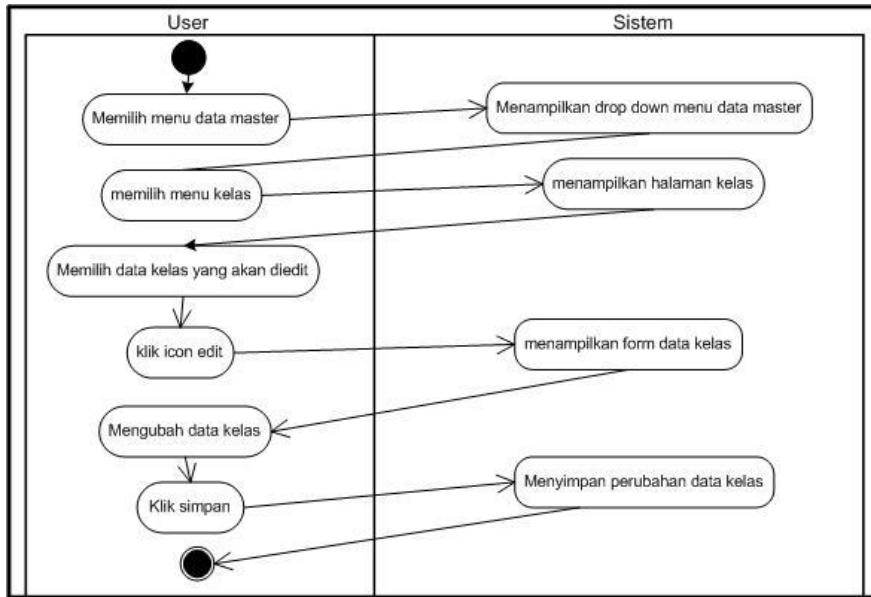 User
Sistem
Memilih menu data master
Menampilkan drop down menu data master
memilih menu kelas
menampilkan halaman kelas
Memilih data kelas yang akan diedit
klik icon edit
menampilkan form data kelas
Mengubah data kelas
Klik simpan
Menyimpan perubahan data kelas